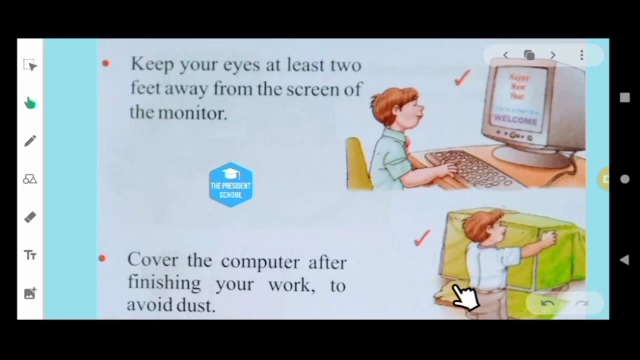 Keep your eyes at least two
feet away from the screen of
the monitor.
Happy
New
Year
WELCOME
THE PRESIDENT
SCHOOL
Cover the computer after
finishing your work, to
avoid dust.
TT